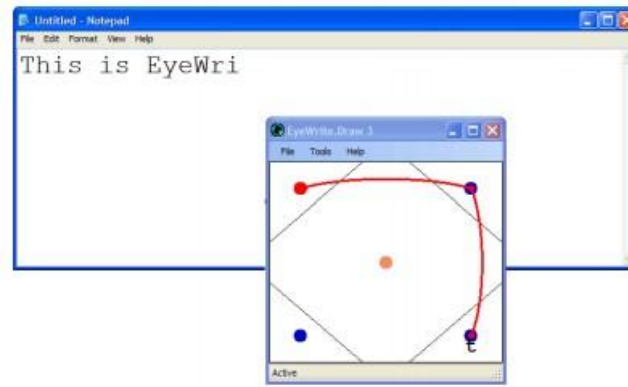 Untitled - Notepad
File Edit Format View Help
This is EyeWri
EyeWrite.Draw 3
File Tools Help
t
Active